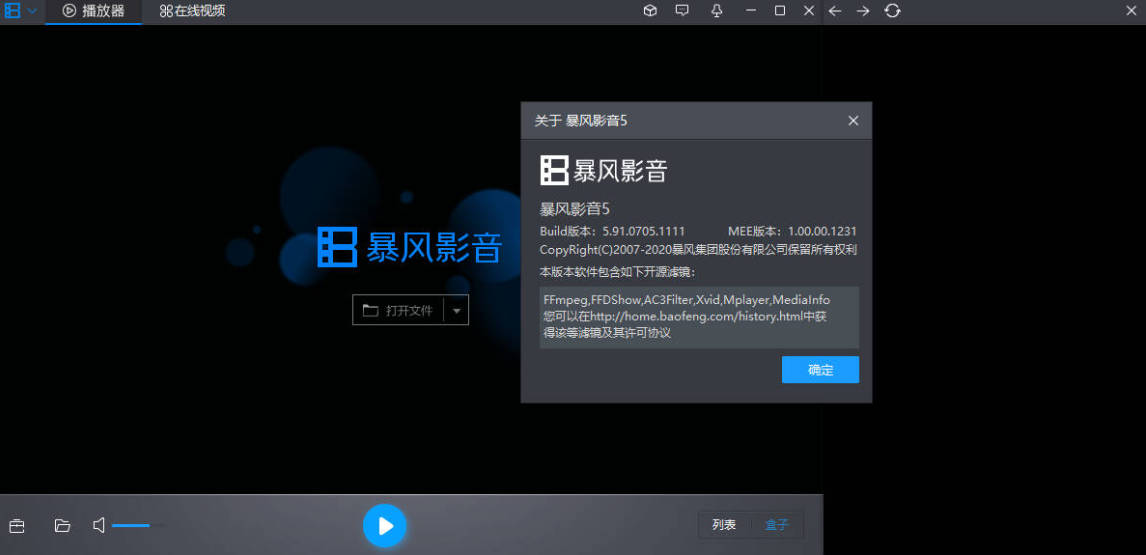 播放器
在线视频
关于 暴风影音5
暴风影音
暴风影音5
Build版本：5.91.0705.1111 MEE版本：1.00.00.1231
CopyRight(C)2007-2020暴风集团股份有限公司保留所有权利
本版本软件包含如下开源滤镜：
FFmpeg,FFDShow,AC3Filter,Xvid,Mplayer,MediaInfo
您可以在http://home.baofeng.com/history.html中获
得该等滤镜及其许可协议
确定
暴风影音
打开文件
列表
盒子